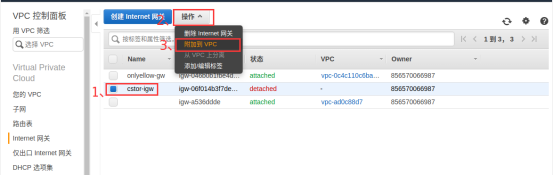 VPC 控制面板
用 VPC 筛选
选择 VPC
Virtual Private
Cloud
您的 VPC
子网
路由表
Internet 网关
仅出口 Internet 网关
DHCP 选项集
创建 Internet 网关
操作
2、
删除 Internet 网关
3、
附加到 VPC
从 VPC 上分离
添加/编辑标签
按标签和属性筛选
1 到 3， 3
Name
状态
VPC
Owner
onlyellow-gw
attached
vpc-0c4c110c6ba...
856570066987
1、
cstor-igw
igw-06f014b3f7de...
detached
-
856570066987
igw-a536ddde
attached
vpc-ad0c88d7
856570066987